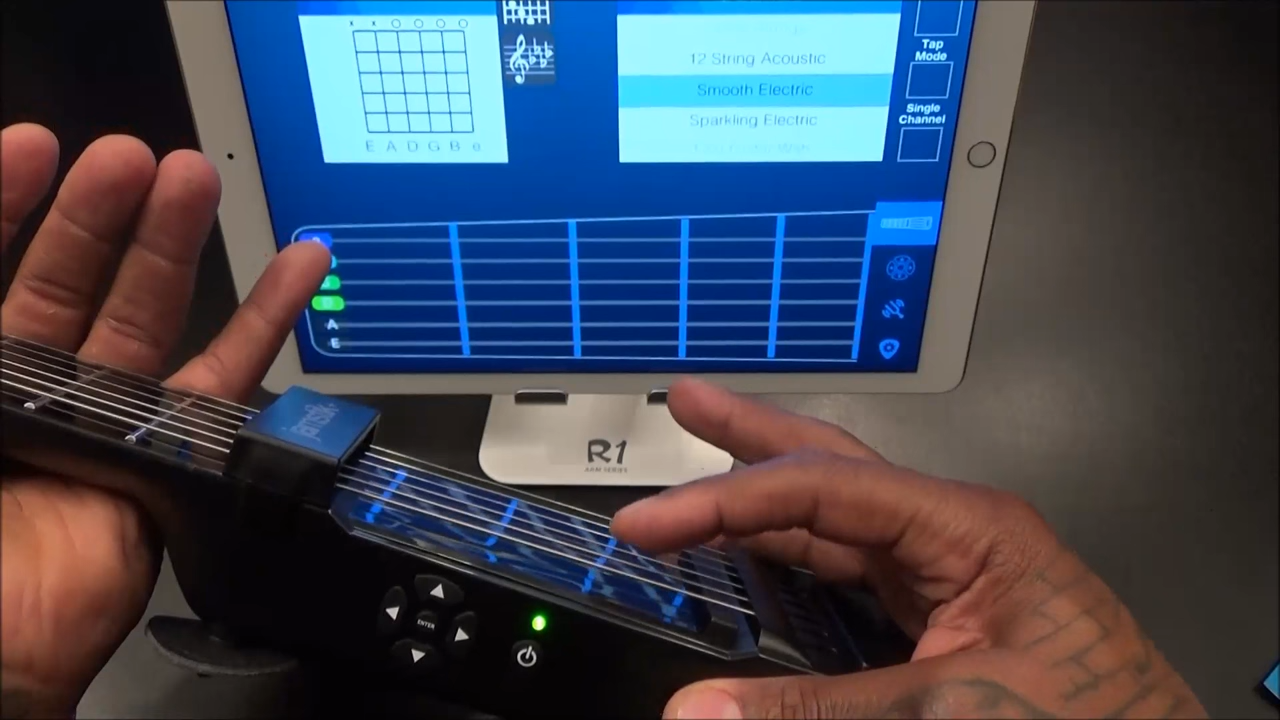 x x O O O O
E A D G B e
12 String Acoustic
Smooth Electric
Sparkling Electric
Tap
Mode
Single
Channel
A
E
jamstik+
ENTER
R1
ARM SERIES